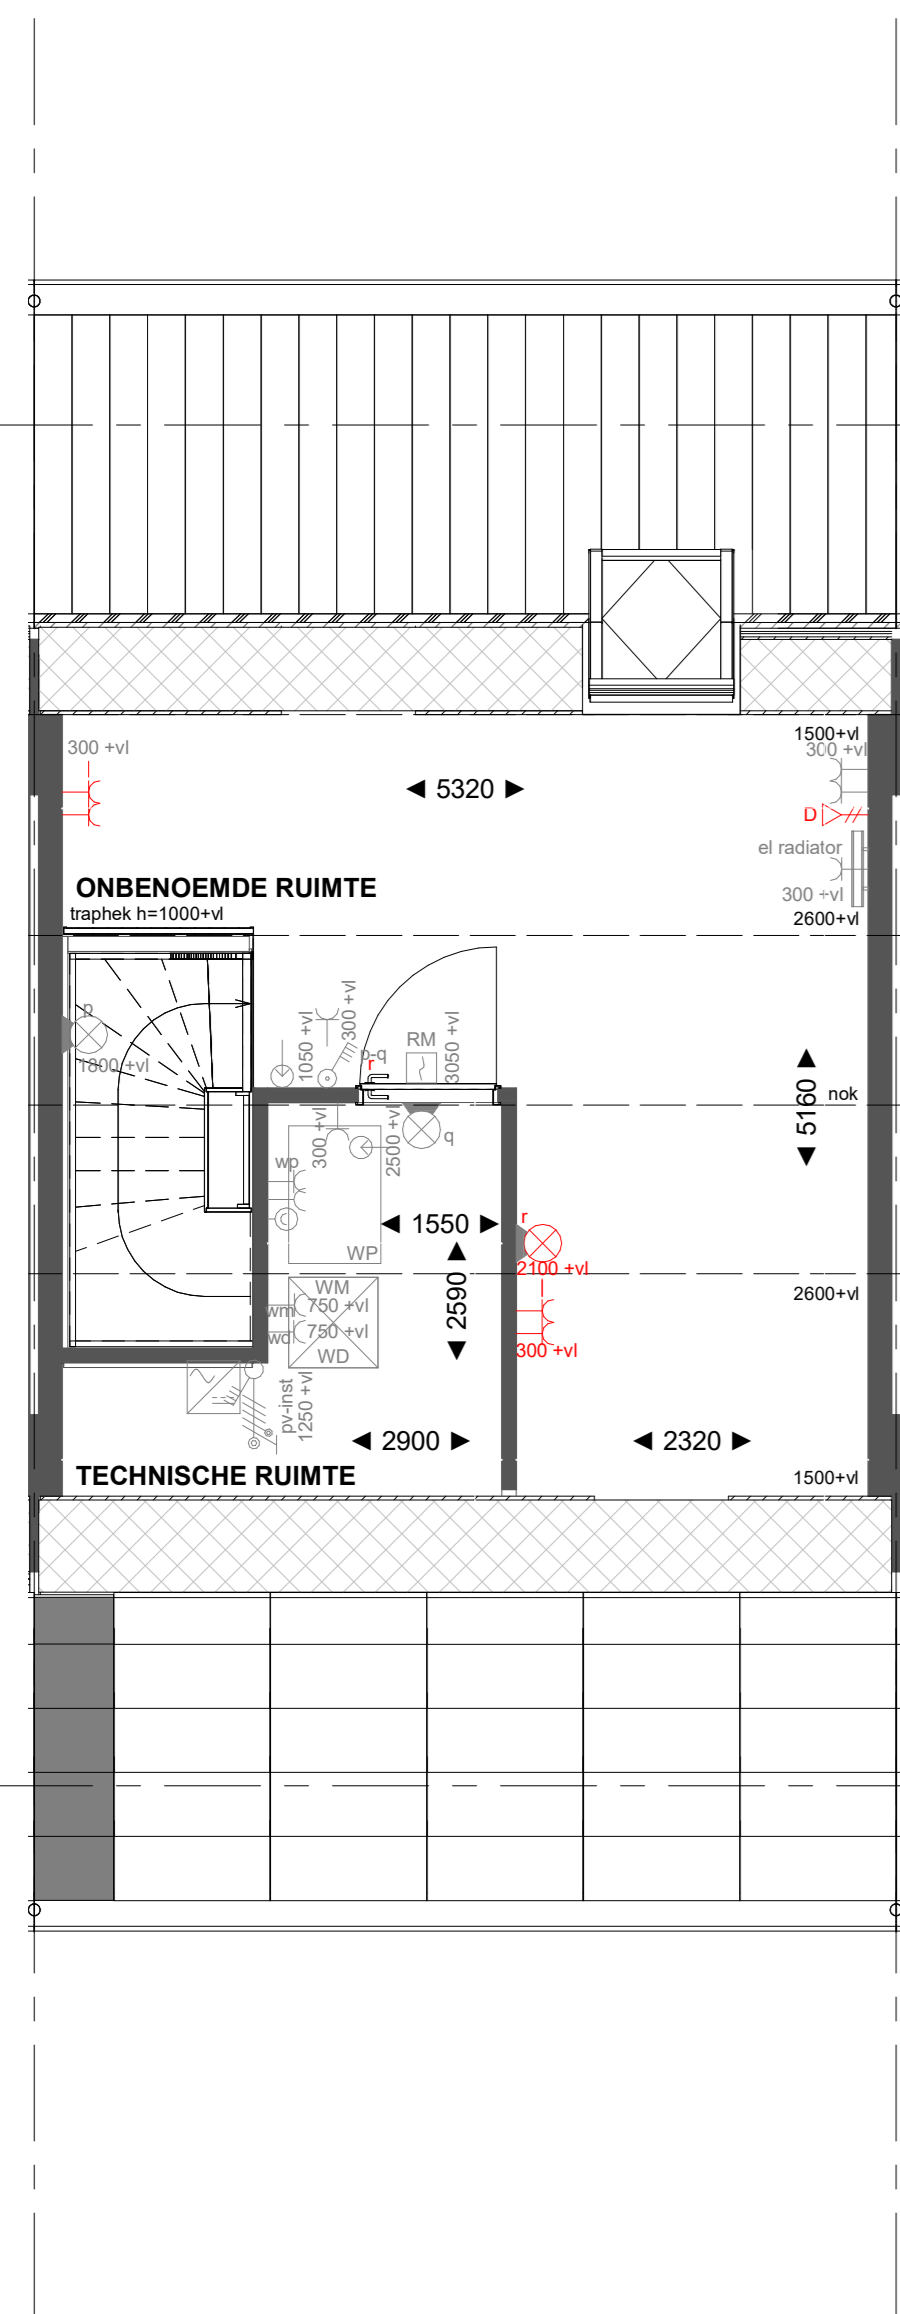 1500+vl
300 +vl
300 +vl
5320
D
el radiator
300 +vl
ONBENOEMDE RUIMTE
traphek h=1000+vl
2600+vl
p
1800 +vl
1050 +vl
300 +vl
p-q
r
RM
3050 +vl
5160
nok
300 +vl
2500 +vl
q
wp
WP
1550
r
2100 +vl
2590
WM
wm
750 +vl
wd
750 +vl
WD
2600+vl
300 +vl
pv-inst
1250 +vl
2900
2320
TECHNISCHE RUIMTE
1500+vl